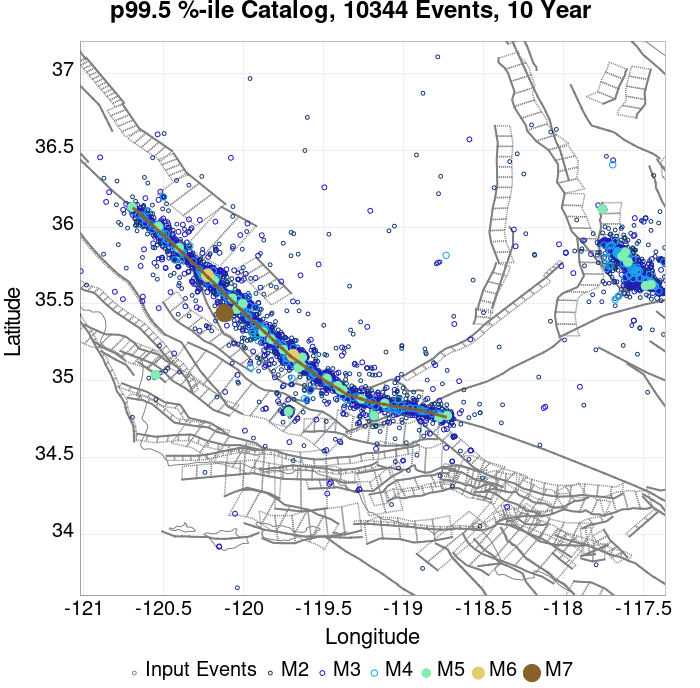 p99.5 %-ile Catalog, 10344 Events, 10 Year
37
36.5
36
35.5
35
34.5
34
Latitude
-121 -120.5 -120 -119.5 -119 -118.5 -118 -117.5
Longitude
Input Events M2 M3 M4 M5 M6 M7